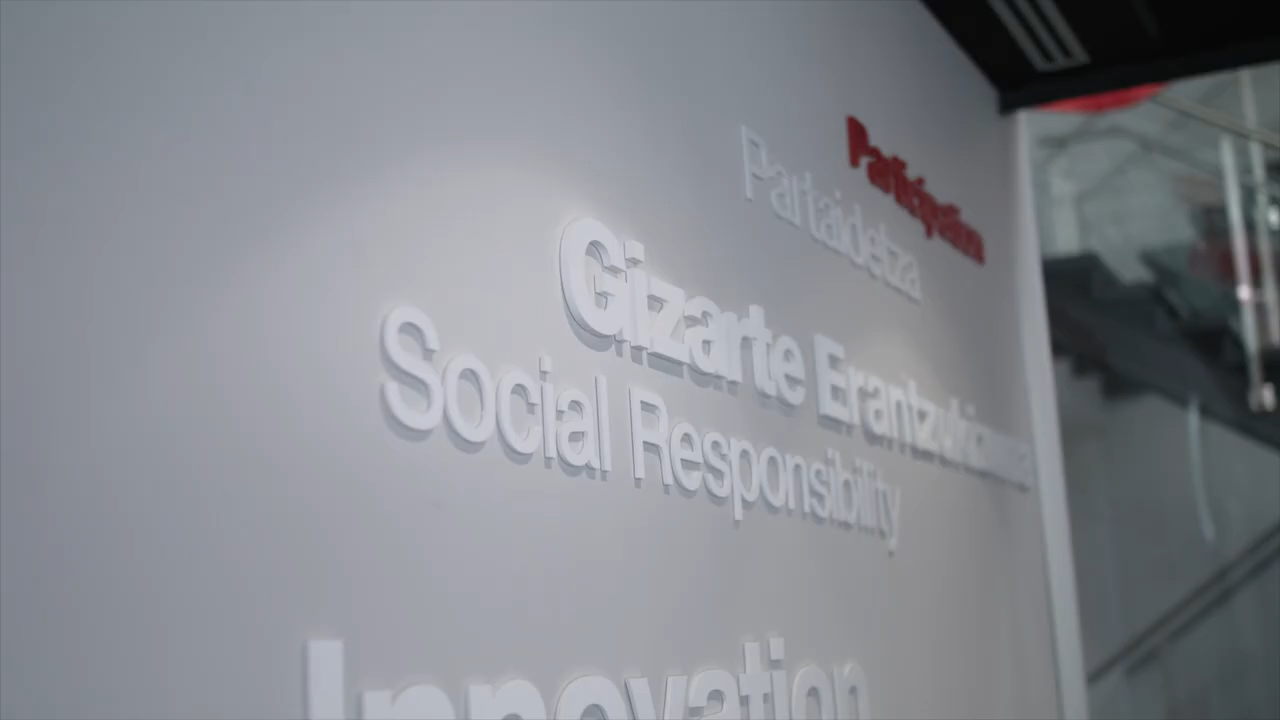 Participation
Partaidetza
Gizarte Erantzukizuna
Social Responsibility
Innovation